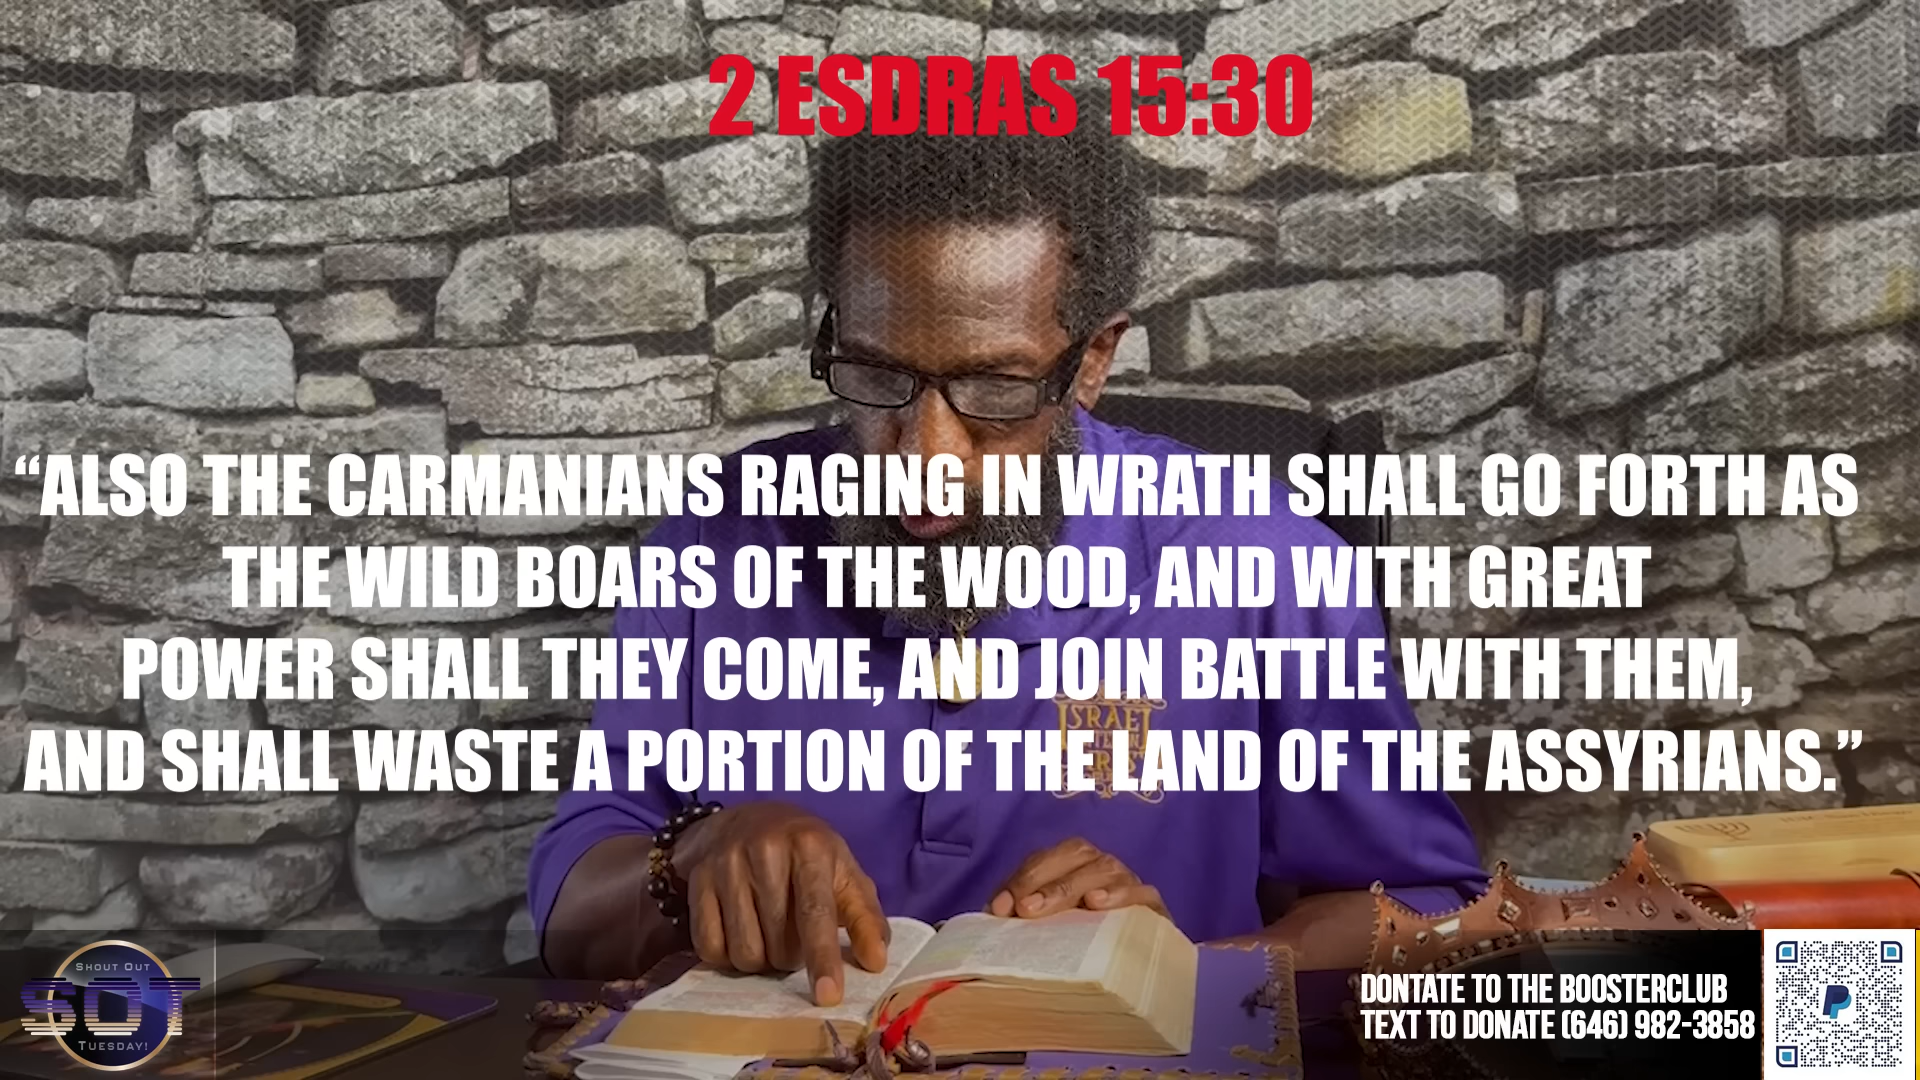 2 ESDRAS 15:30
“ALSO THE CARMANIANS RAGING IN WRATH SHALL GO FORTH AS
THE WILD BOARS OF THE WOOD, AND WITH GREAT
POWER SHALL THEY COME, AND JOIN BATTLE WITH THEM,
AND SHALL WASTE A PORTION OF THE LAND OF THE ASSYRIANS.”
ISRAEL
SHOUT OUT
SOT
TUESDAY!
DONTATE TO THE BOOSTERCLUB
TEXT TO DONATE (646) 982-3858